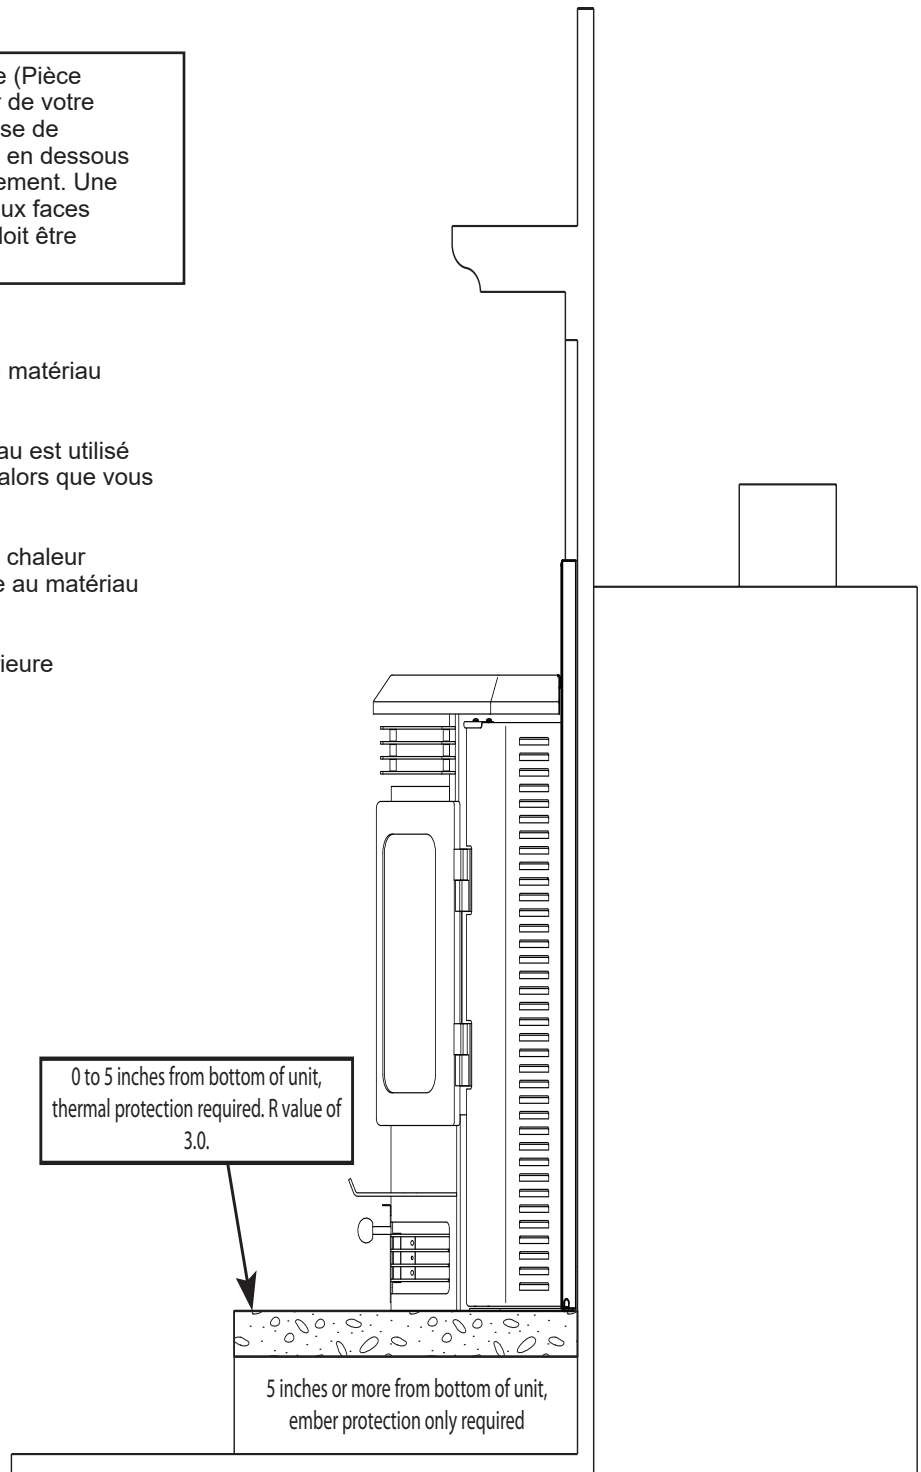 e (Pièce
r de votre
se de
en dessous
ement. Une
ux faces
doit être
matériau
au est utilisé
alors que vous
chaleur
e au matériau
rieure
0 to 5 inches from bottom of unit,
thermal protection required. R value of
3.0.
5 inches or more from bottom of unit,
ember protection only required